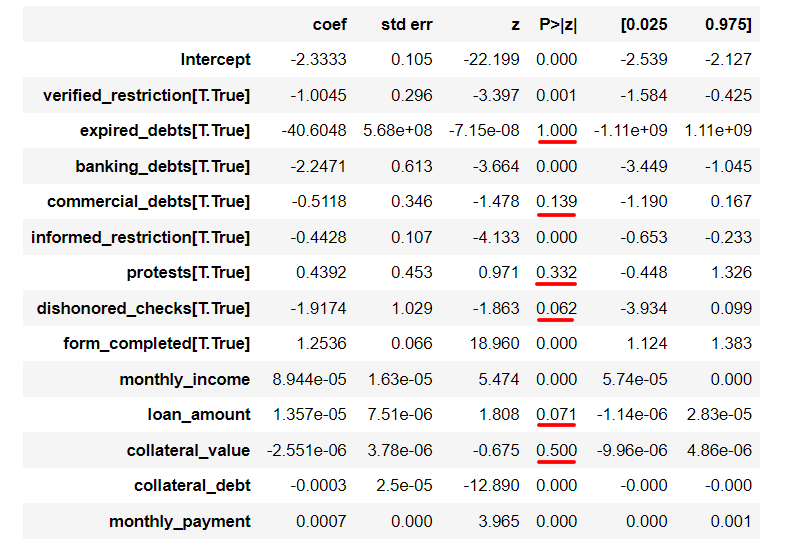 coef std err z P>|z| [0.025 0.975]
Intercept -2.3333 0.105 -22.199 0.000 -2.539 -2.127
verified_restriction[T.True] -1.0045 0.296 -3.397 0.001 -1.584 -0.425
expired_debts[T.True] -40.6048 5.68e+08 -7.15e-08 1.000 -1.11e+09 1.11e+09
banking_debts[T.True] -2.2471 0.613 -3.664 0.000 -3.449 -1.045
commercial_debts[T.True] -0.5118 0.346 -1.478 0.139 -1.190 0.167
informed_restriction[T.True] -0.4428 0.107 -4.133 0.000 -0.653 -0.233
protests[T.True] 0.4392 0.453 0.971 0.332 -0.448 1.326
dishonored_checks[T.True] -1.9174 1.029 -1.863 0.062 -3.934 0.099
form_completed[T.True] 1.2536 0.066 18.960 0.000 1.124 1.383
monthly_income 8.944e-05 1.63e-05 5.474 0.000 5.74e-05 0.000
loan_amount 1.357e-05 7.51e-06 1.808 0.071 -1.14e-06 2.83e-05
collateral_value -2.551e-06 3.78e-06 -0.675 0.500 -9.96e-06 4.86e-06
collateral_debt -0.0003 2.5e-05 -12.890 0.000 -0.000 -0.000
monthly_payment 0.0007 0.000 3.965 0.000 0.000 0.001